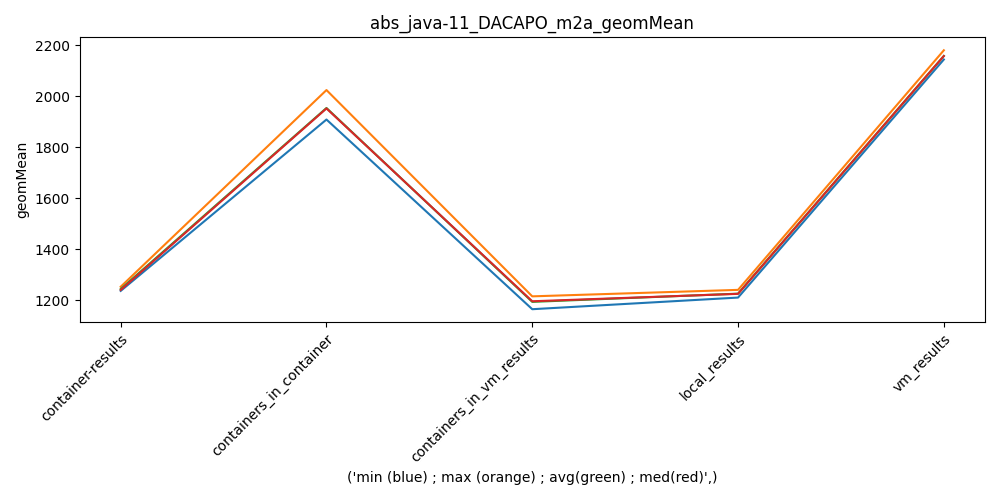 abs_java-11_DACAPO_m2a_geomMean
geomMean
2200
2000
1800
1600
1400
1200
container-results
containers_in_container
containers_in_vm_results
local_results
vm_results
('min (blue) ; max (orange) ; avg(green) ; med(red)',)